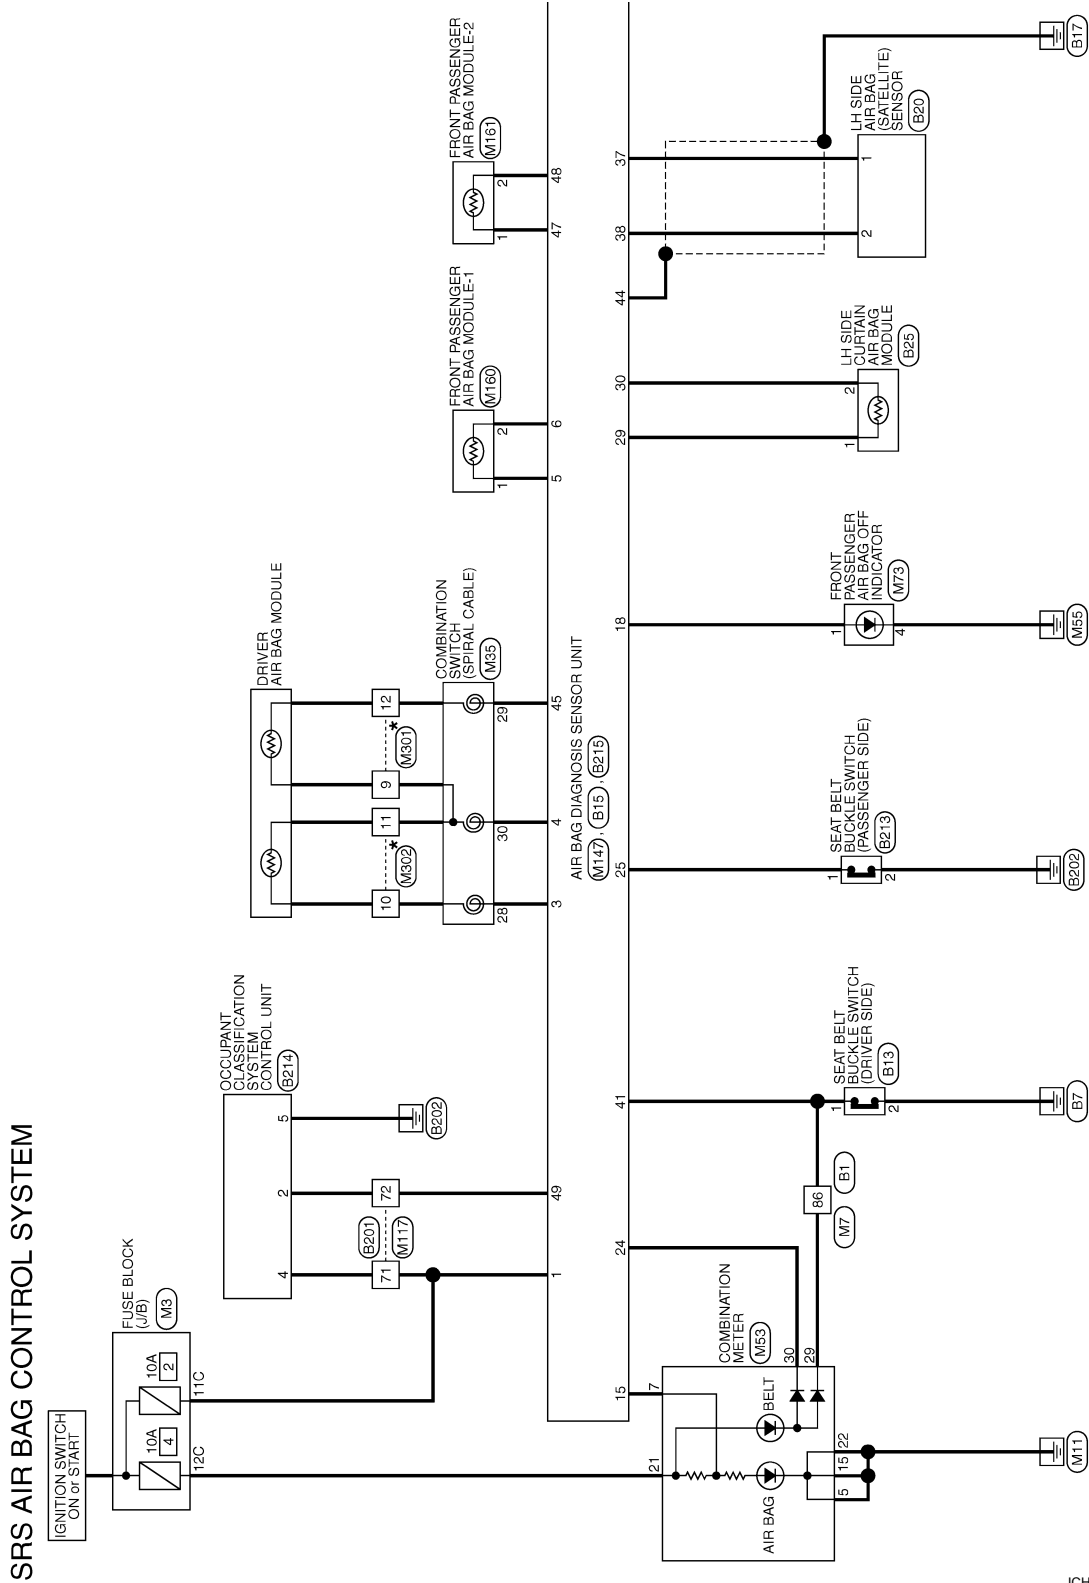 SRS AIR BAG CONTROL SYSTEM
IGNITION SWITCH
ON or START
FUSE BLOCK
(J/B)
M3
10A
4
10A
2
12C
11C
OCCUPANT
CLASSIFICATION
SYSTEM
CONTROL UNIT
B214
4
2
5
B201
M117
71
72
B202
1
49
DRIVER
AIR BAG MODULE
10
11
9
12
*
M302
*
M301
COMBINATION
SWITCH
(SPIRAL CABLE)
M35
28
30
29
3
4
45
FRONT PASSENGER
AIR BAG MODULE-1
M160
1
2
5
6
FRONT PASSENGER
AIR BAG MODULE-2
M161
1
2
47
48
AIR BAG DIAGNOSIS SENSOR UNIT
M147 , B15 , B215
15
24
41
25
18
29
30
44
38
37
COMBINATION
METER
M53
21
7
30
29
BELT
AIR BAG
5
15
22
M11
86
M7
B1
SEAT BELT
BUCKLE SWITCH
(DRIVER SIDE)
B13
1
2
B7
SEAT BELT
BUCKLE SWITCH
(PASSENGER SIDE)
B213
1
2
B202
FRONT
PASSENGER
AIR BAG OFF
INDICATOR
M73
1
4
M55
LH SIDE
CURTAIN
AIR BAG
MODULE
B25
1
2
LH SIDE
AIR BAG
(SATELLITE)
SENSOR
B20
2
1
B17